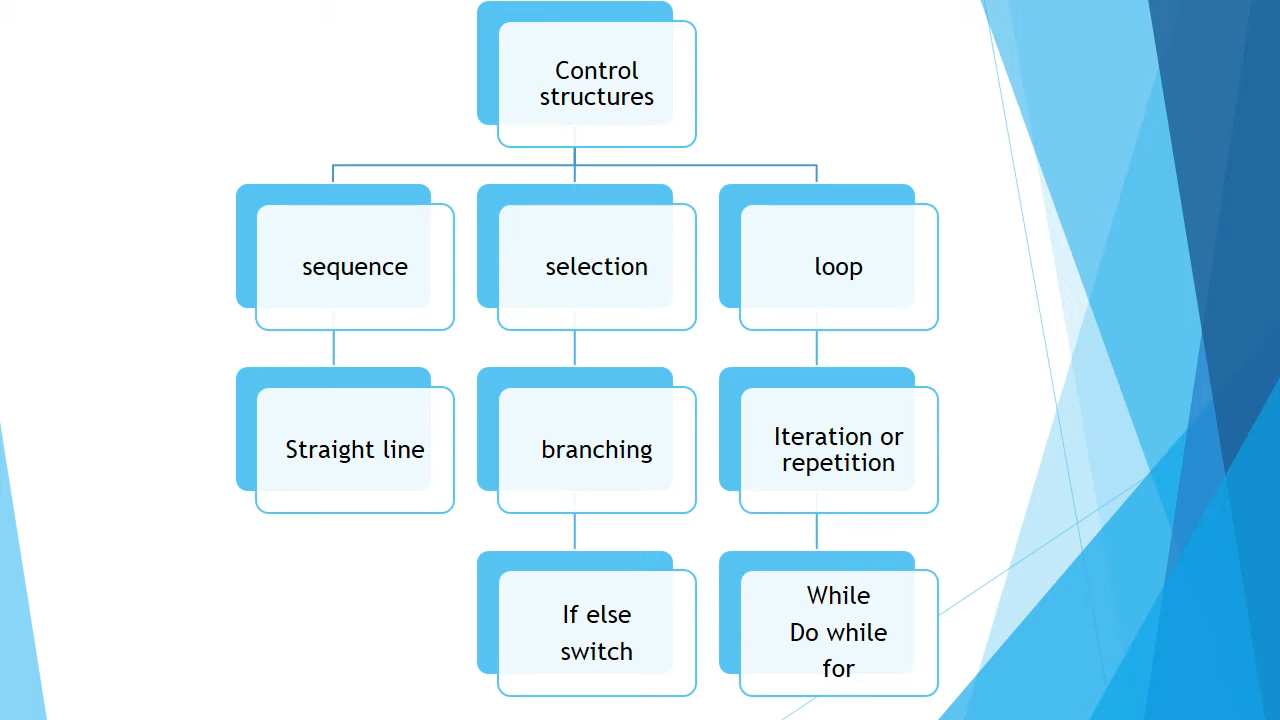 Control
structures
sequence
selection
loop
Straight line
branching
Iteration or
repetition
If else
switch
While
Do while
for